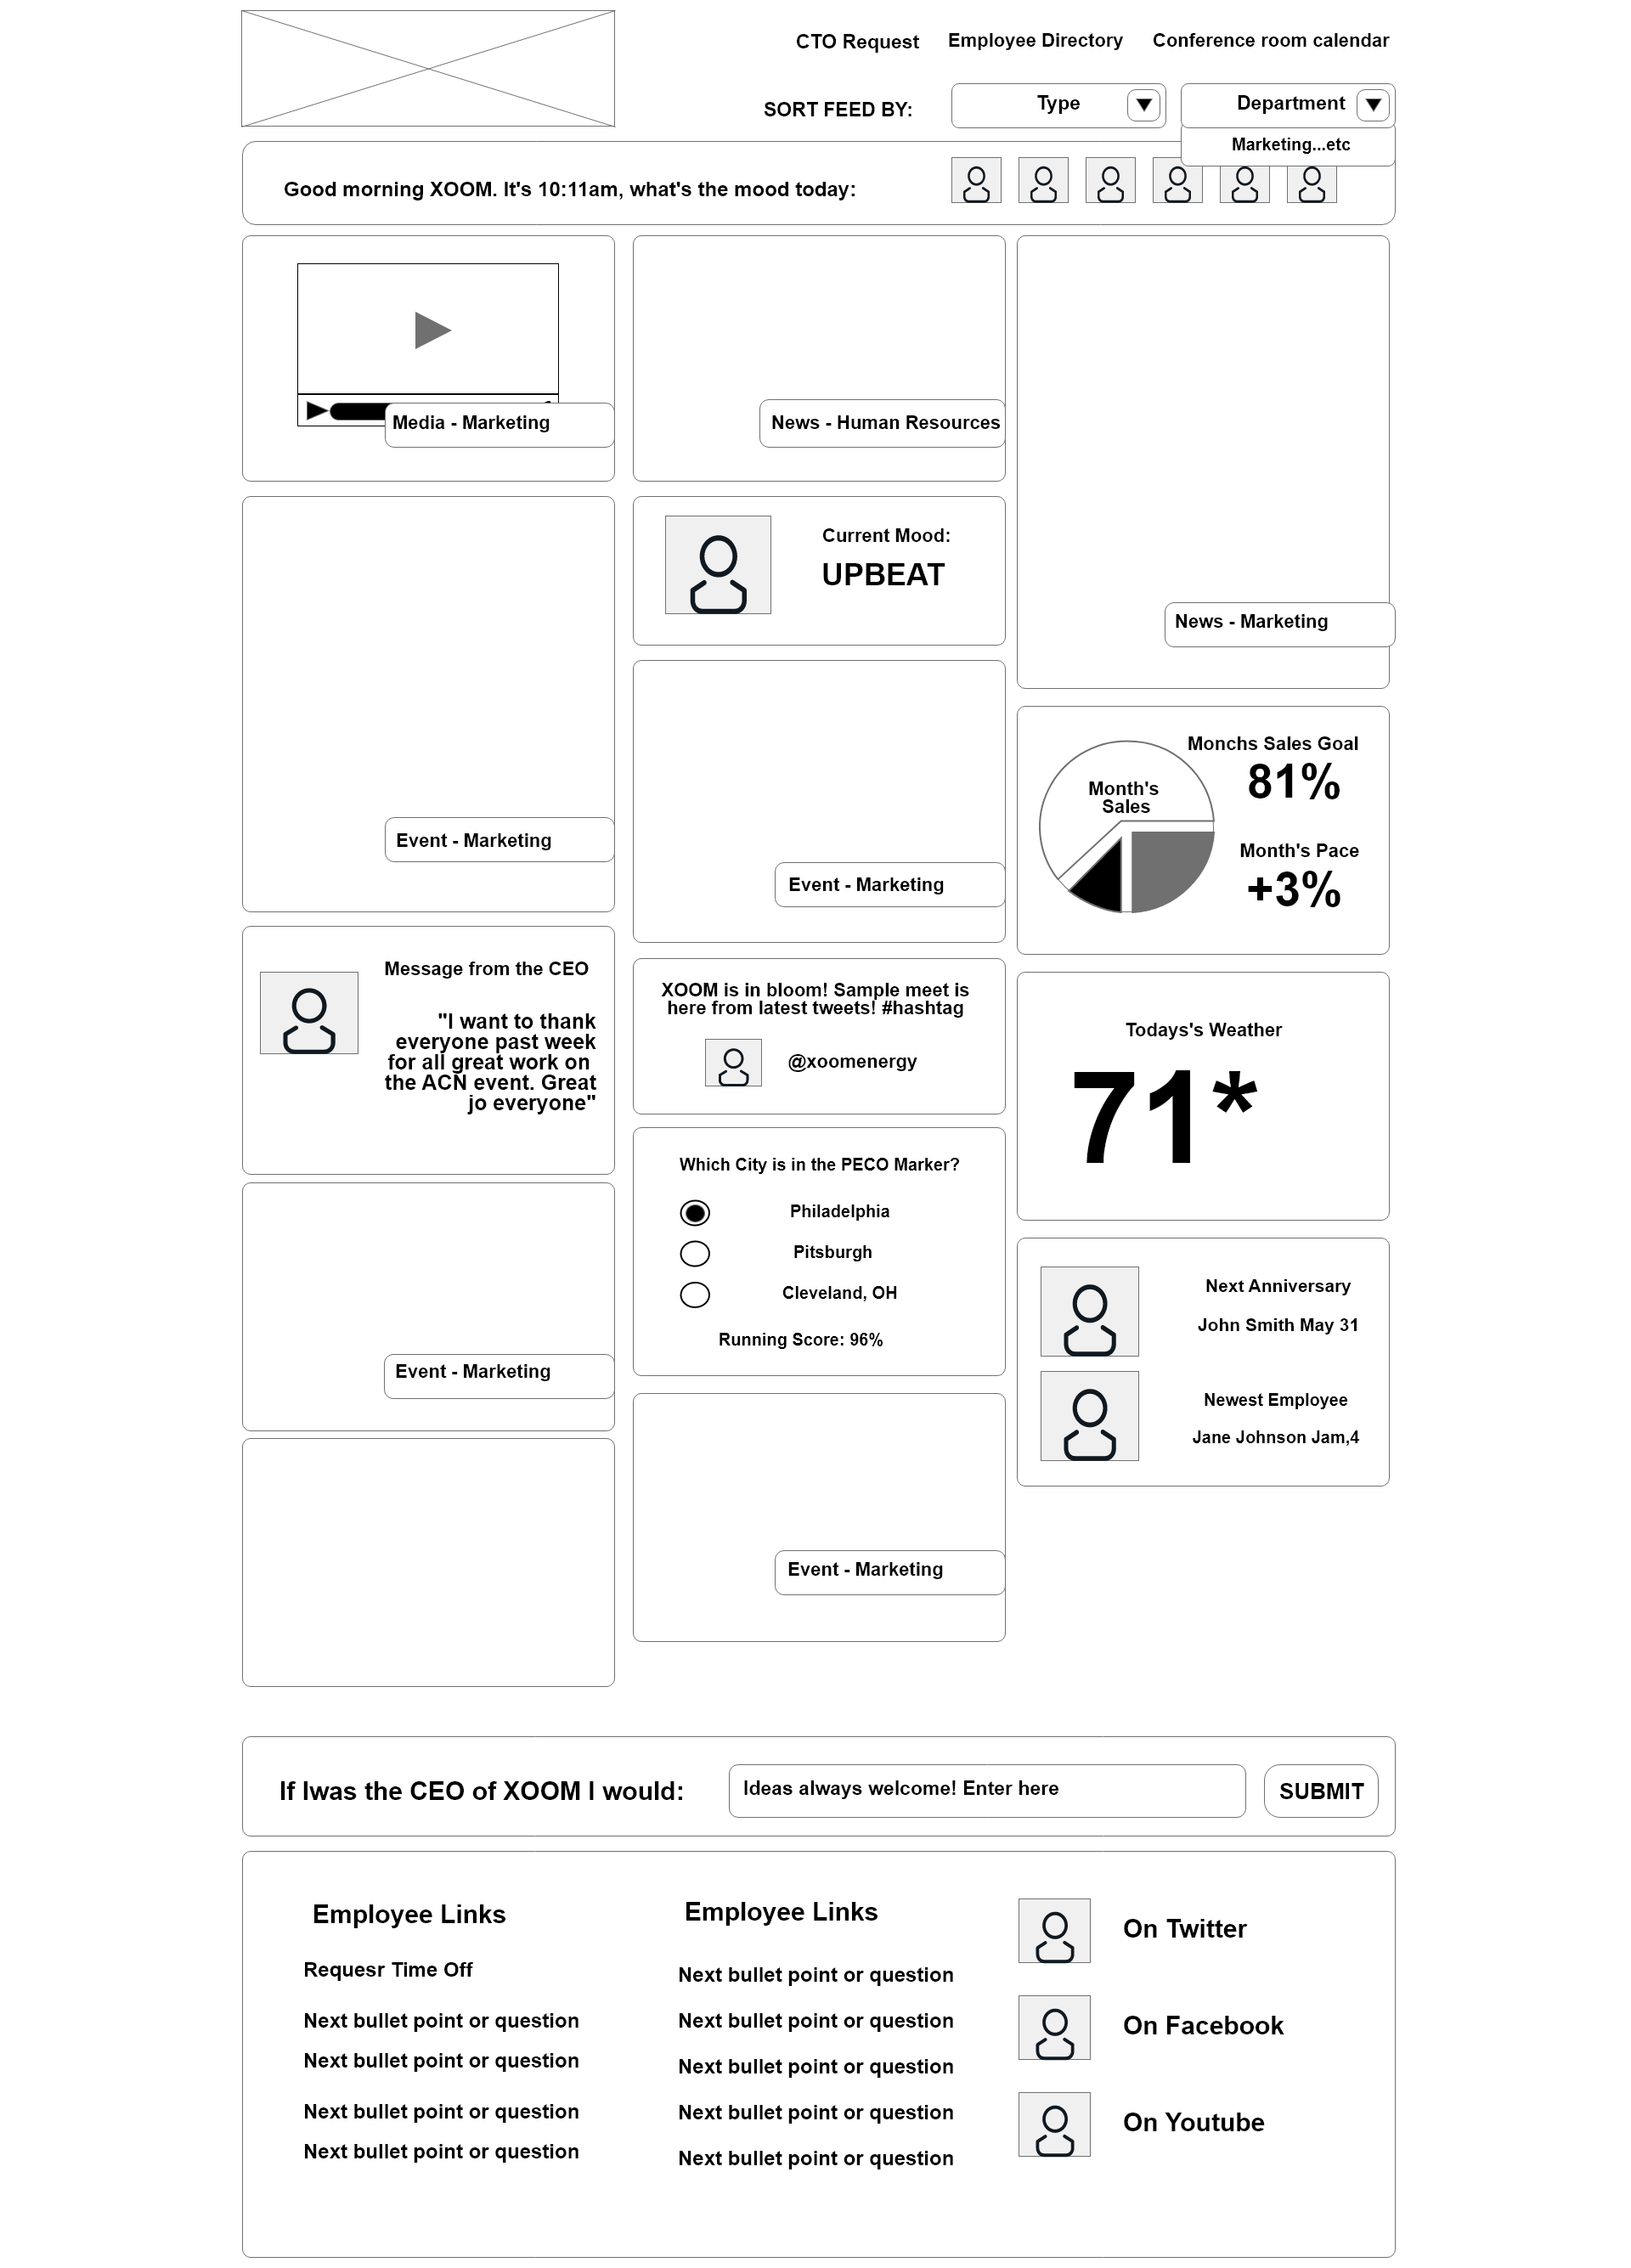 CTO Request
Employee Directory
Conference room calendar
SORT FEED BY:
Type
Department
Marketing...etc
Good morning XOOM. It's 10:11am, what's the mood today:
Media - Marketing
News - Human Resources
Current Mood:
UPBEAT
News - Marketing
Event - Marketing
Event - Marketing
Monchs Sales Goal
81%
Month's
Sales
Month's Pace
+3%
Message from the CEO
"I want to thank
everyone past week
for all great work on
the ACN event. Great
jo everyone"
XOOM is in bloom! Sample meet is
here from latest tweets! #hashtag
@xoomenergy
Todays's Weather
71*
Which City is in the PECO Marker?
Philadelphia
Pitsburgh
Cleveland, OH
Running Score: 96%
Event - Marketing
Next Anniversary
John Smith May 31
Newest Employee
Jane Johnson Jam,4
Event - Marketing
If Iwas the CEO of XOOM I would:
Ideas always welcome! Enter here
SUBMIT
Employee Links
Requesr Time Off
Next bullet point or question
Next bullet point or question
Next bullet point or question
Next bullet point or question
Employee Links
Next bullet point or question
Next bullet point or question
Next bullet point or question
Next bullet point or question
Next bullet point or question
On Twitter
On Facebook
On Youtube